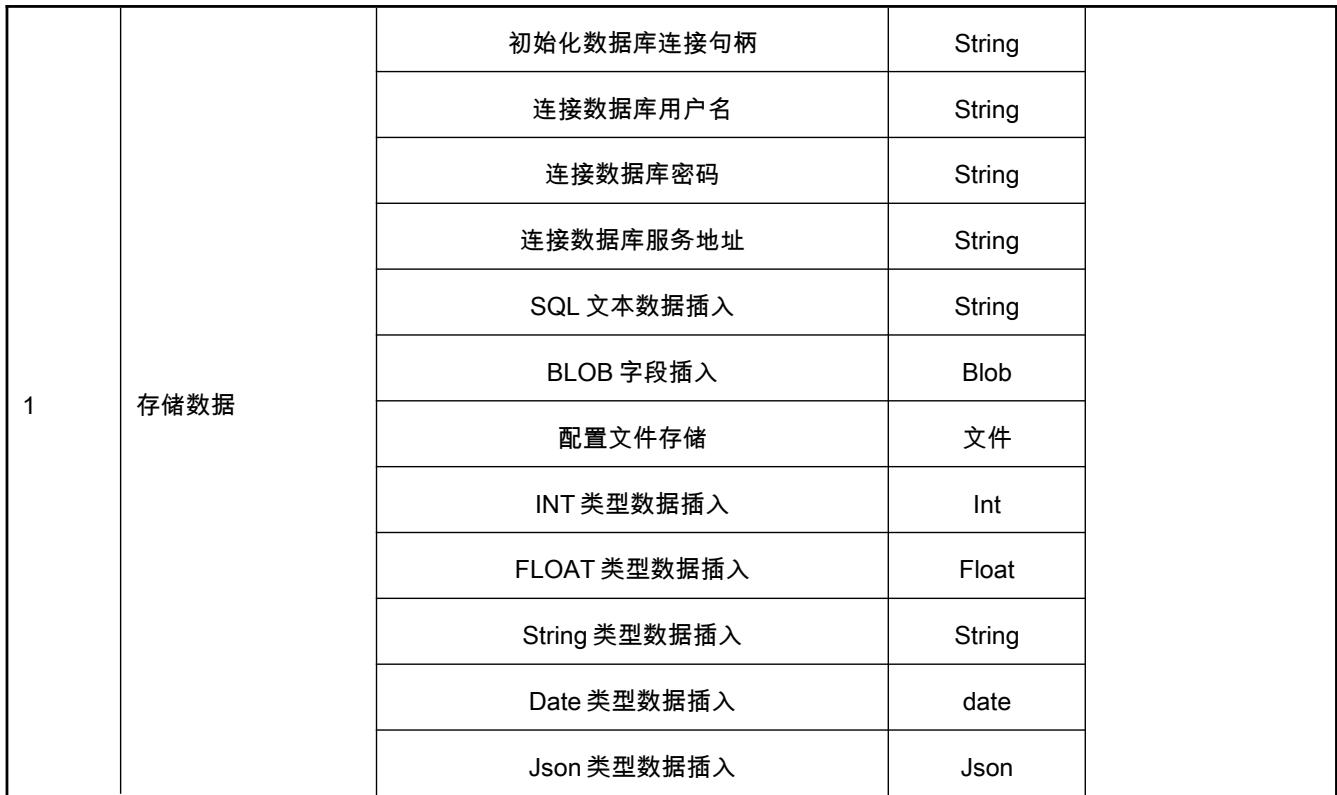 初始化数据库连接句柄 String
连接数据库用户名 String
连接数据库密码 String
连接数据库服务地址 String
SQL 文本数据插入 String
BLOB 字段插入 Blob
1 存储数据
配置文件存储 文件
INT 类型数据插入 Int
FLOAT 类型数据插入 Float
String 类型数据插入 String
Date 类型数据插入 date
Json 类型数据插入 Json